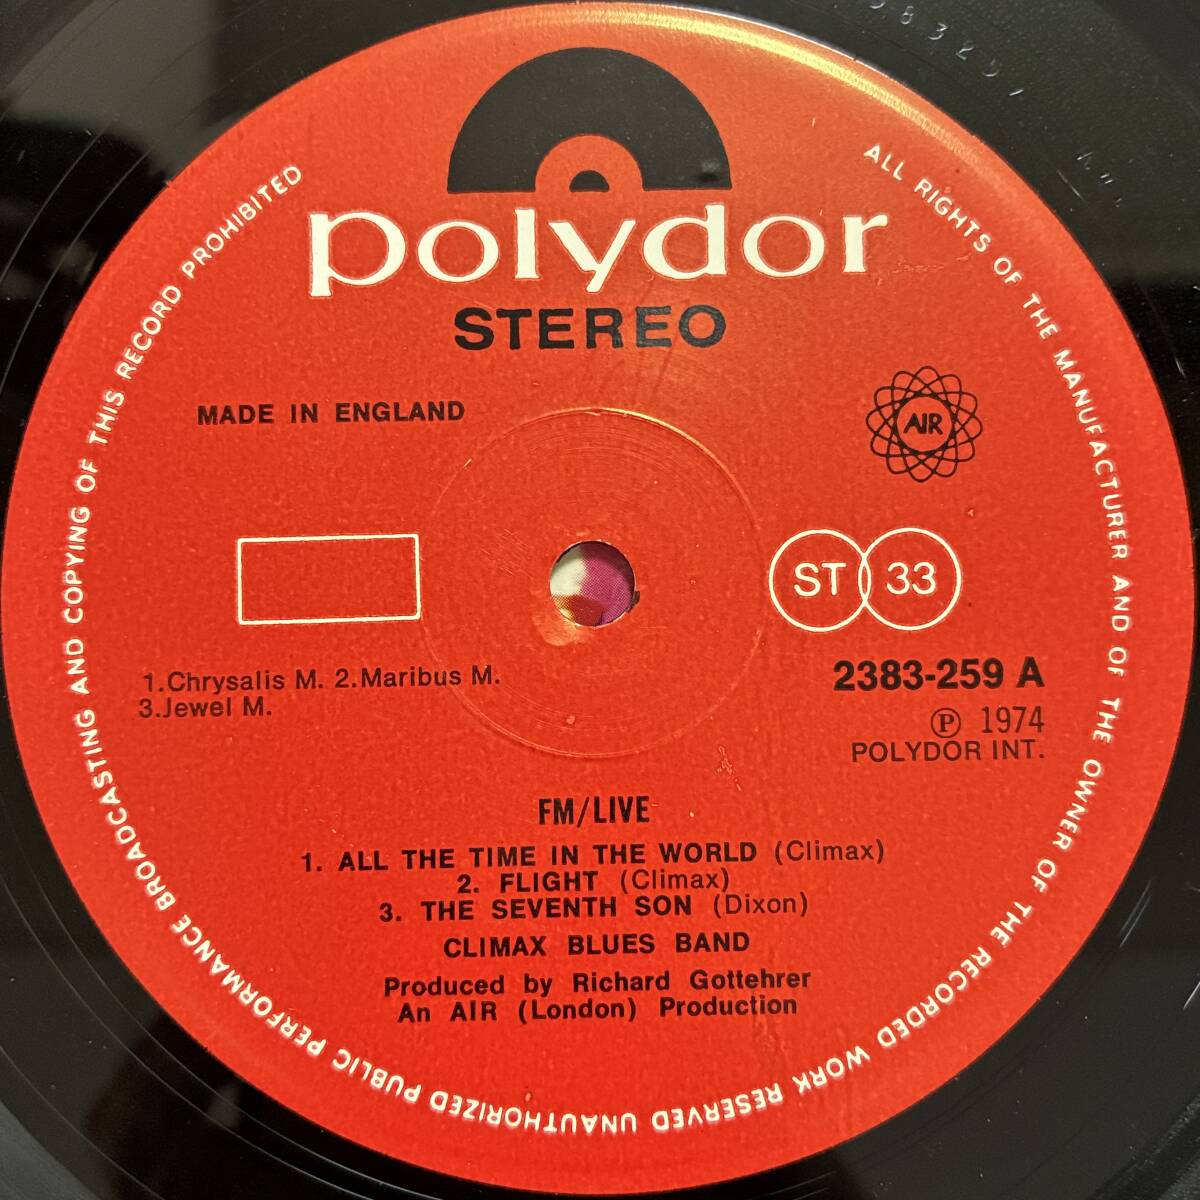 polydor
STEREO
MADE IN ENGLAND
AIR
ST 33
1.Chrysalis M. 2.Maribus M.
3.Jewel M.
2383-259 A
℗ 1974
POLYDOR INT.
FM/LIVE
1. ALL THE TIME IN THE WORLD (Climax)
2. FLIGHT (Climax)
3. THE SEVENTH SON (Dixon)
CLIMAX BLUES BAND
Produced by Richard Gottehrer
An AIR (London) Production
ALL RIGHTS OF THE MANUFACTURER AND OF THE OWNER OF THE RECORDED WORK RESERVED UNAUTHORIZED PUBLIC PERFORMANCE BROADCASTING AND COPYING OF THIS RECORD PROHIBITED